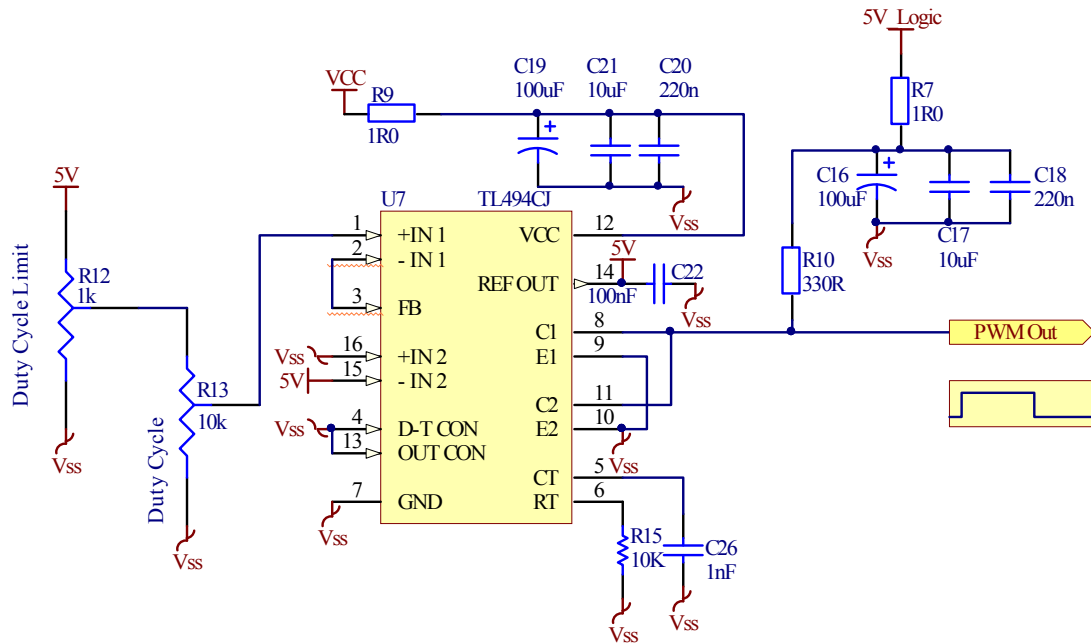 5V_Logic
VCC
R9
1R0
C19
100uF
C21
10uF
C20
220n
R7
1R0
C16
100uF
C18
220n
C17
10uF
Vss
Vss
5V
R12
1k
Duty Cycle Limit
Vss
R13
10k
Duty Cycle
Vss
U7
TL494CJ
1
+IN 1
2
- IN 1
3
FB
Vss
16
+IN 2
5V
15
- IN 2
Vss
4
D-T CON
13
OUT CON
7
GND
Vss
VCC
12
5V
REF OUT
14
100nF
C22
Vss
C1
8
E1
9
C2
11
E2
10
Vss
CT
5
RT
6
R10
330R
PWM Out
R15
10K
Vss
C26
1nF
Vss